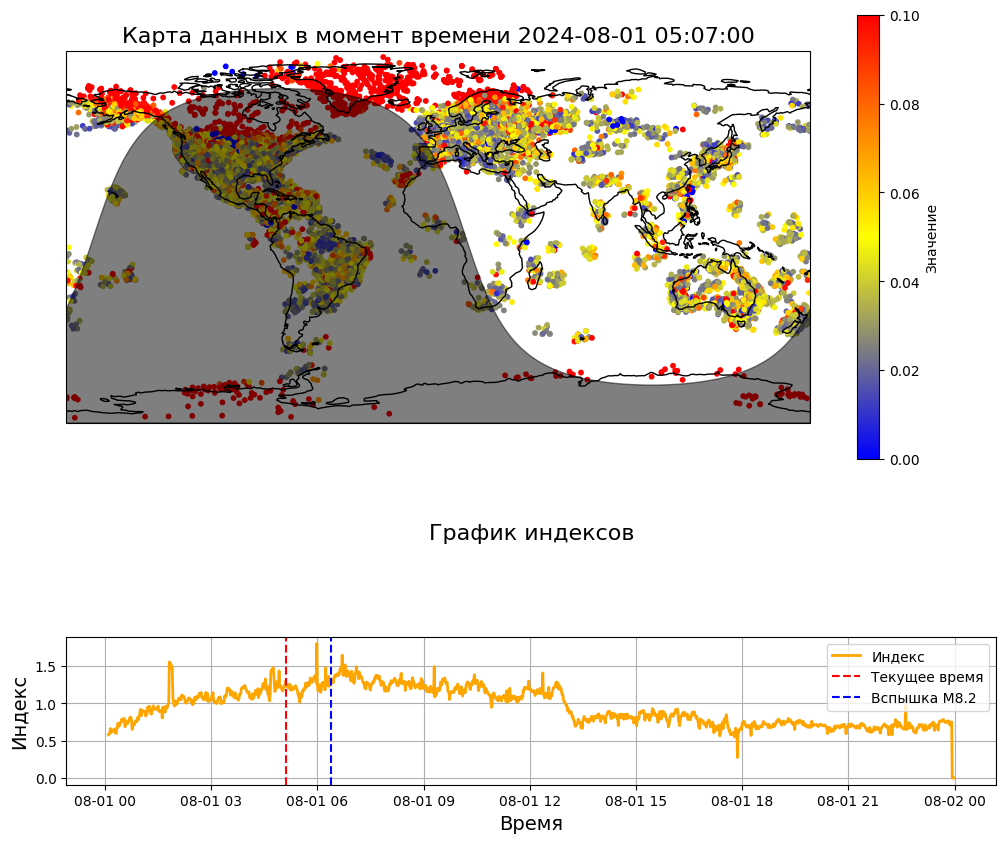 Карта данных в момент времени 2024-08-01 05:07:00
0.10
0.08
0.06
0.04
0.02
0.00
Значение
График индексов
Индекс
1.5
1.0
0.5
0.0
Индекс
Текущее время
Вспышка M8.2
08-01 00
08-01 03
08-01 06
08-01 09
08-01 12
08-01 15
08-01 18
08-01 21
08-02 00
Время